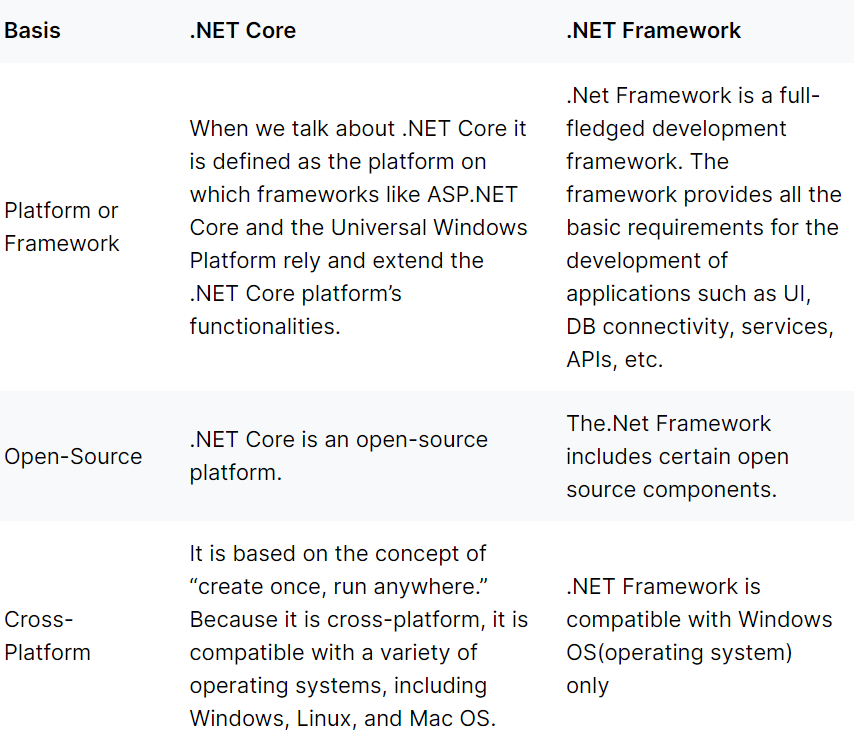 Basis
.NET Core
.NET Framework
Platform or
Framework
When we talk about .NET Core it
is defined as the platform on
which frameworks like ASP.NET
Core and the Universal Windows
Platform rely and extend the
.NET Core platform’s
functionalities.
.Net Framework is a full-
fledged development
framework. The
framework provides all the
basic requirements for the
development of
applications such as UI,
DB connectivity, services,
APIs, etc.
Open-Source
.NET Core is an open-source
platform.
The.Net Framework
includes certain open
source components.
Cross-
Platform
It is based on the concept of
“create once, run anywhere.”
Because it is cross-platform, it is
compatible with a variety of
operating systems, including
Windows, Linux, and Mac OS.
.NET Framework is
compatible with Windows
OS(operating system)
only